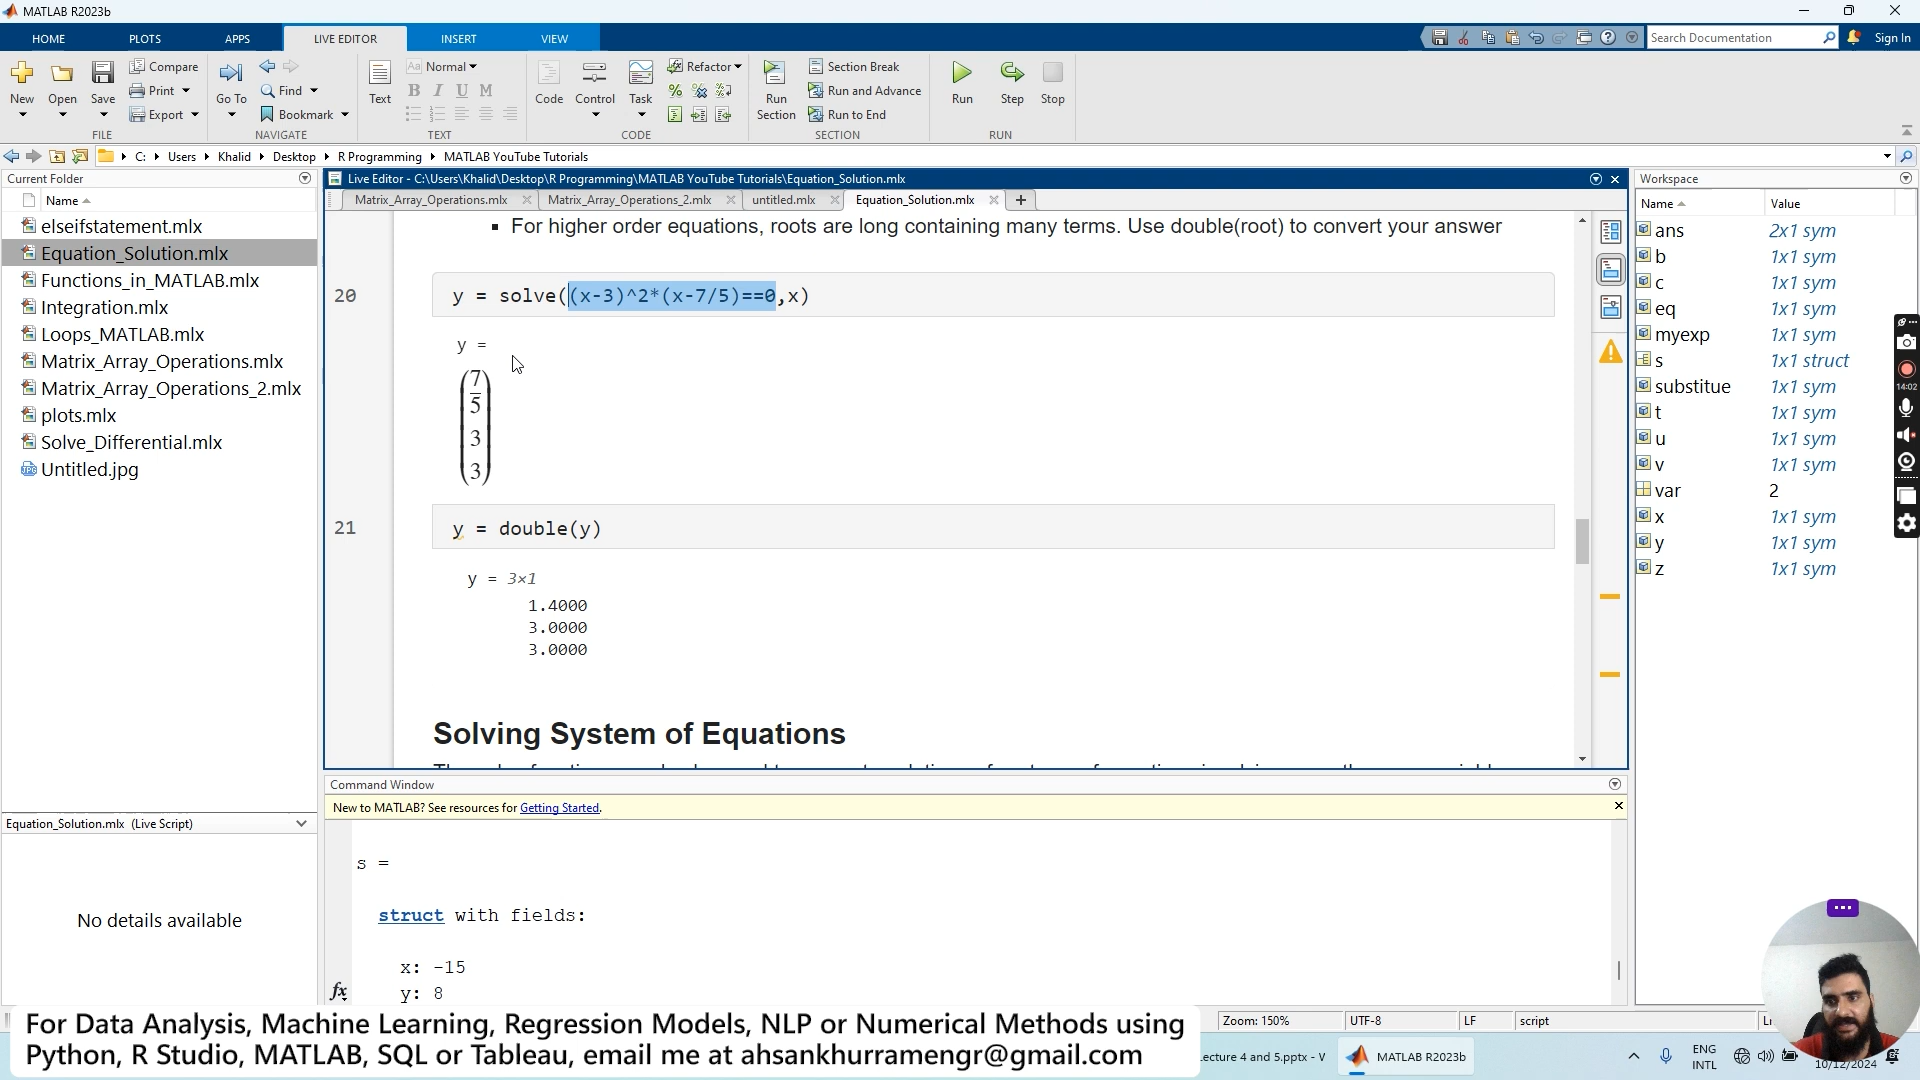 MATLAB R2023b
HOME PLOTS APPS LIVE EDITOR INSERT VIEW
Search Documentation
Sign In
New
Open
Save
Compare
Print
Export
FILE
Go To
Find
Bookmark
NAVIGATE
Text
Aa Normal
B I U M
TEXT
Code
Control
Task
Refactor
CODE
Run Section
Section Break
Run and Advance
Run to End
SECTION
Run
Step
Stop
RUN
C: Users Khalid Desktop R Programming MATLAB YouTube Tutorials
Current Folder
Name
elseifstatement.mlx
Equation_Solution.mlx
Functions_in_MATLAB.mlx
Integration.mlx
Loops_MATLAB.mlx
Matrix_Array_Operations.mlx
Matrix_Array_Operations_2.mlx
plots.mlx
Solve_Differential.mlx
Untitled.jpg
Equation_Solution.mlx (Live Script)
No details available
Live Editor - C:\Users\Khalid\Desktop\R Programming\MATLAB YouTube Tutorials\Equation_Solution.mlx
Matrix_Array_Operations.mlx Matrix_Array_Operations_2.mlx untitled.mlx Equation_Solution.mlx
▪ For higher order equations, roots are long containing many terms. Use double(root) to convert your answer
20 y = solve((x-3)^2*(x-7/5)==0,x)
y =
7
5
3
3
21 y = double(y)
y = 3×1
1.4000
3.0000
3.0000
Solving System of Equations
Command Window
New to MATLAB? See resources for Getting Started.
s =
struct with fields:
x: -15
y: 8
fx
Workspace
Name Value
ans 2x1 sym
b 1x1 sym
c 1x1 sym
eq 1x1 sym
myexp 1x1 sym
s 1x1 struct
substitue 1x1 sym
t 1x1 sym
u 1x1 sym
v 1x1 sym
var 2
x 1x1 sym
y 1x1 sym
z 1x1 sym
14:02
Zoom: 150% UTF-8 LF script
For Data Analysis, Machine Learning, Regression Models, NLP or Numerical Methods using
Python, R Studio, MATLAB, SQL or Tableau, email me at ahsankhurramengr@gmail.com
ecture 4 and 5.pptx - V
MATLAB R2023b
ENG
INTL
10/12/2024